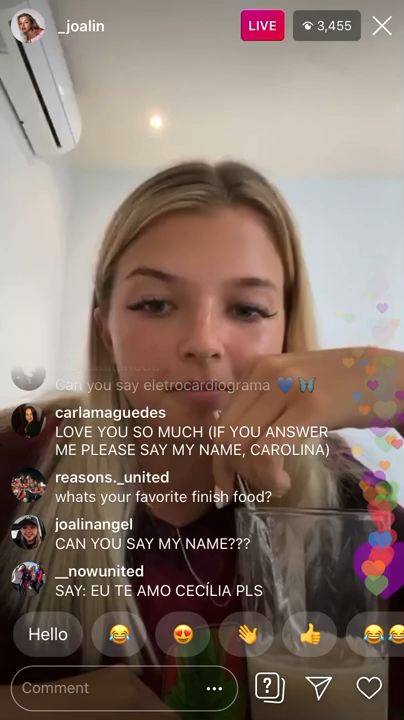 _joalin
LIVE
3,455
Can you say eletrocardiograma 💙🦋
carlamaguedes
LOVE YOU SO MUCH (IF YOU ANSWER
ME PLEASE SAY MY NAME, CAROLINA)
reasons._united
whats your favorite finish food?
joalinangel
CAN YOU SAY MY NAME???
__nowunited
SAY: EU TE AMO CECÍLIA PLS
Hello 😂 😍 👋 👍 😂😂
Comment